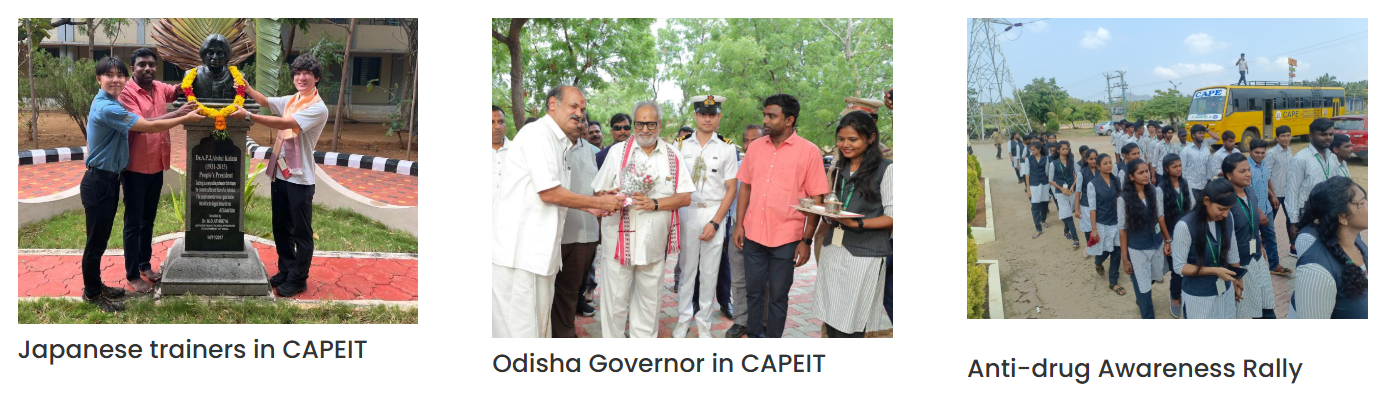 Dr.A.P.J.Abdul Kalam
(1931-2015)
People's President
CAPE
CAPE
Japanese trainers in CAPEIT
Odisha Governor in CAPEIT
Anti-drug Awareness Rally